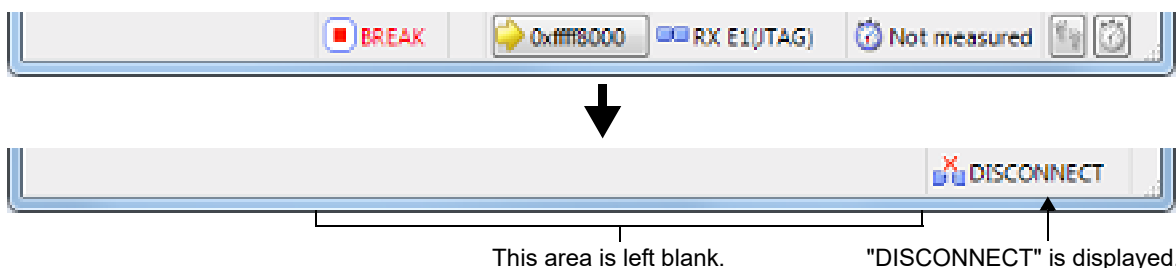 BREAK 0xffff8000 RX E1(JTAG) Not measured
DISCONNECT
This area is left blank. "DISCONNECT" is displayed